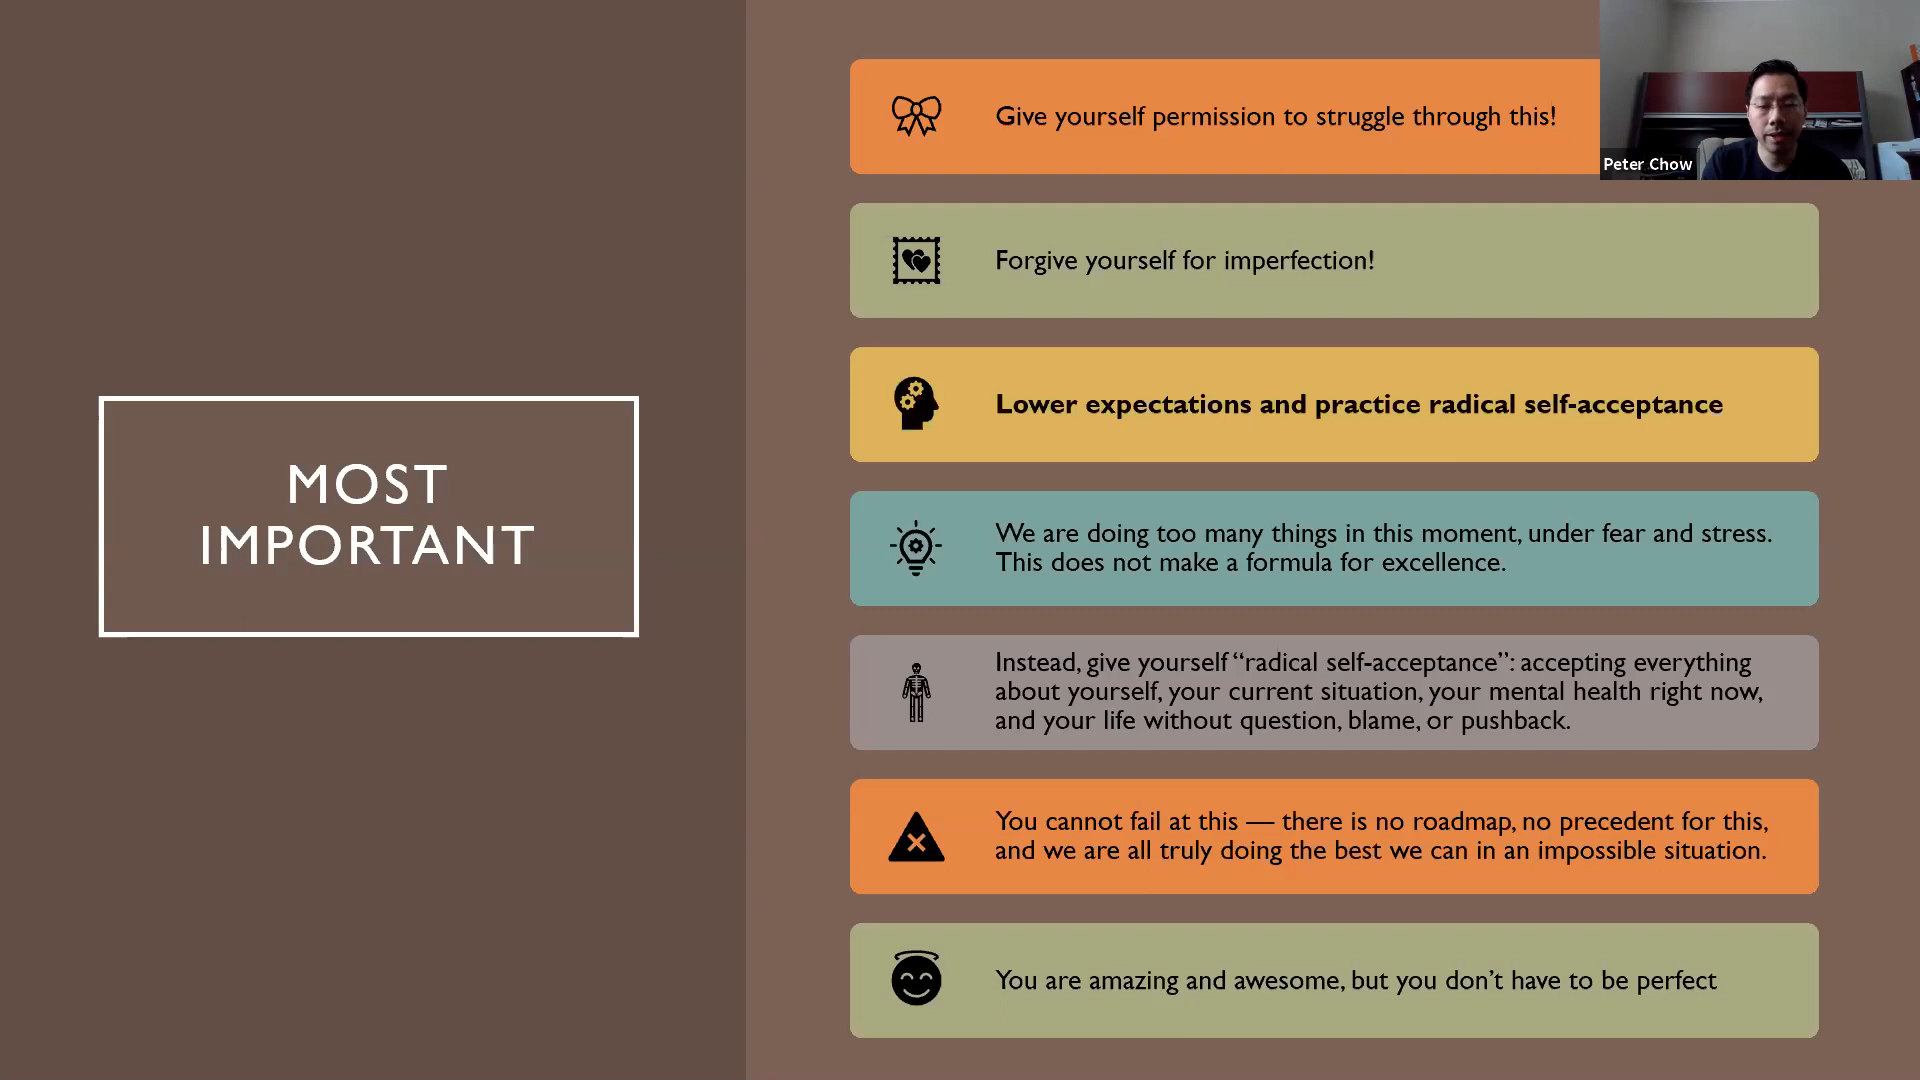 MOST
IMPORTANT
Give yourself permission to struggle through this!
Peter Chow
Forgive yourself for imperfection!
Lower expectations and practice radical self-acceptance
We are doing too many things in this moment, under fear and stress.
This does not make a formula for excellence.
Instead, give yourself “radical self-acceptance”: accepting everything
about yourself, your current situation, your mental health right now,
and your life without question, blame, or pushback.
You cannot fail at this — there is no roadmap, no precedent for this,
and we are all truly doing the best we can in an impossible situation.
You are amazing and awesome, but you don’t have to be perfect